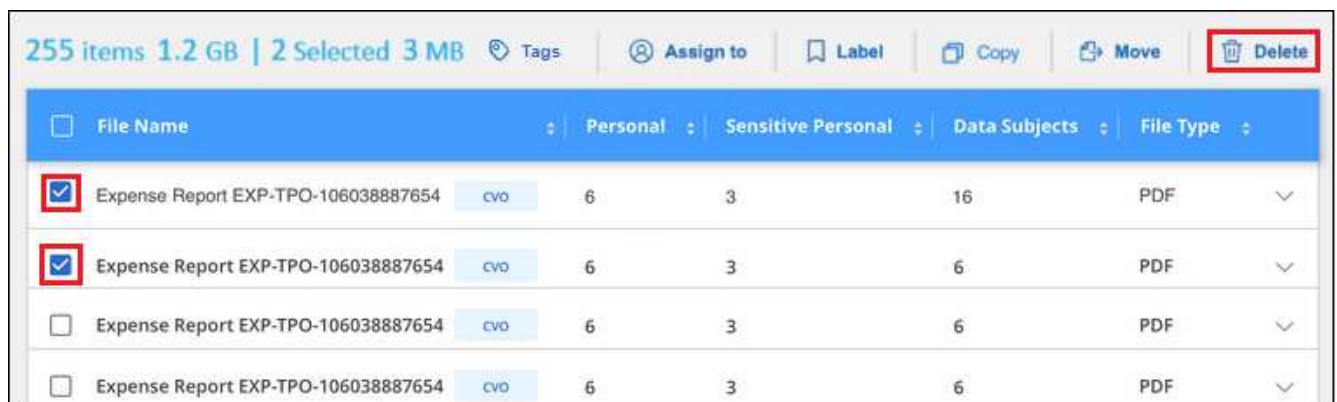 255 items 1.2 GB | 2 Selected 3 MB Tags Assign to Label Copy Move Delete
File Name Personal Sensitive Personal Data Subjects File Type
Expense Report EXP-TPO-106038887654 CVO 6 3 16 PDF
Expense Report EXP-TPO-106038887654 CVO 6 3 6 PDF
Expense Report EXP-TPO-106038887654 CVO 6 3 6 PDF
Expense Report EXP-TPO-106038887654 CVO 6 3 6 PDF